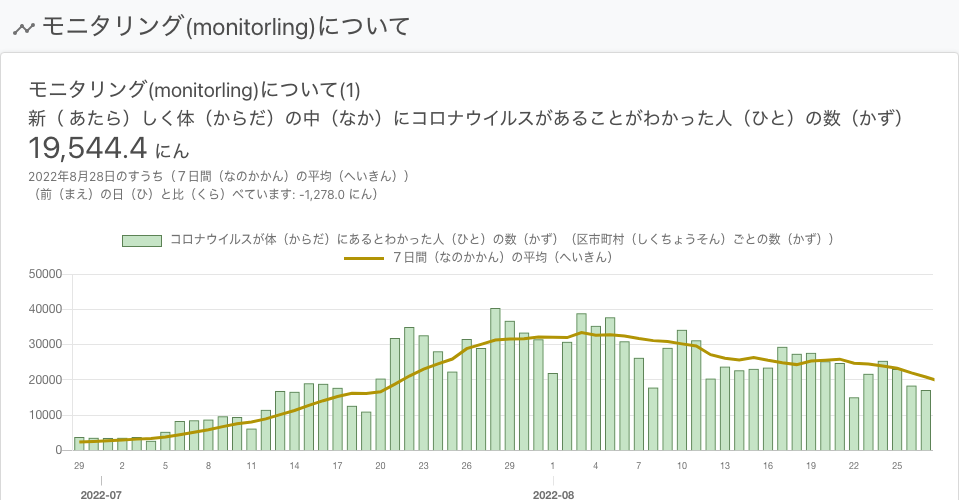 モニタリング(monitorling)について
モニタリング(monitorling)について(1)
新（ あたら）しく体（からだ）の中（なか）にコロナウイルスがあることがわかった人（ひと）の数（かず）
19,544.4 にん
2022年8月28日のすうち（７日間（なのかかん）の平均（へいきん））
（前（まえ）の日（ひ）と比（くら）べています: -1,278.0 にん）
コロナウイルスが体（からだ）にあるとわかった人（ひと）の数（かず）（区市町村（しくちょうそん）ごとの数（かず））
７日間（なのかかん）の平均（へいきん）
50000
40000
30000
20000
10000
0
29 2 5 8 11 14 17 20 23 26 29 1 4 7 10 13 16 19 22 25
2022-07 2022-08